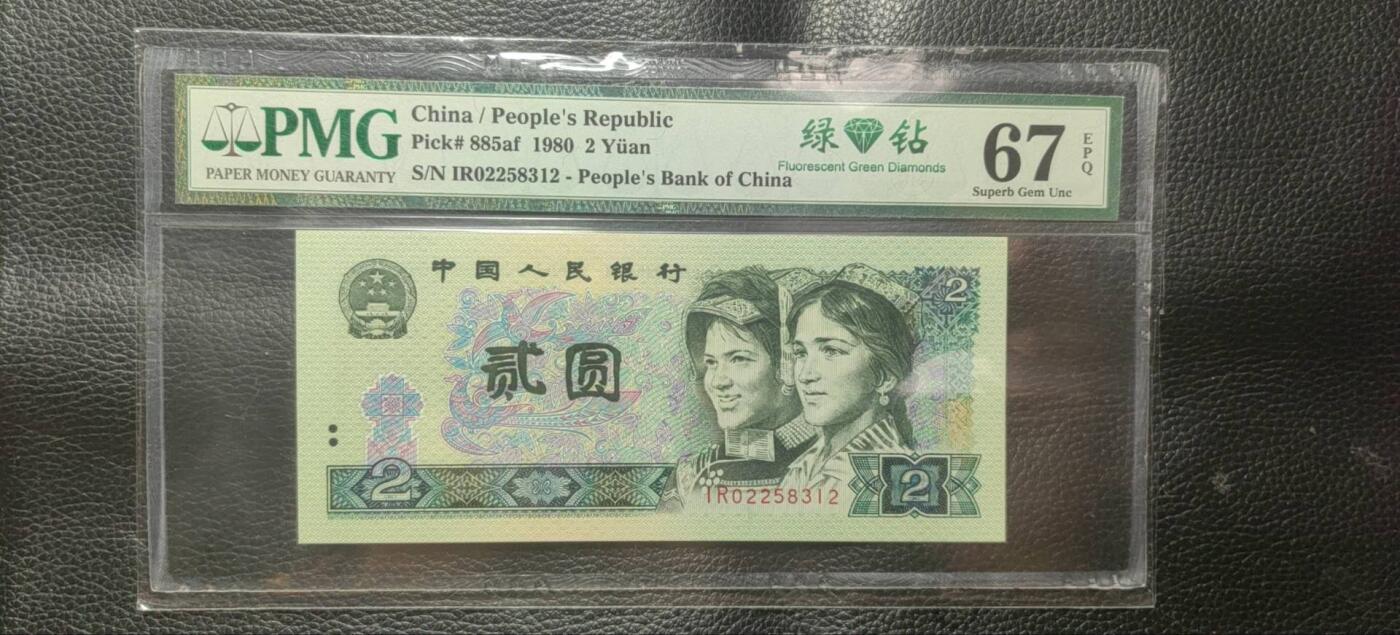 PMG
PAPER MONEY GUARANTY
China / People's Republic
Pick# 885af 1980 2 Yüan
S/N IR02258312 - People's Bank of China
绿钻
Fluorescent Green Diamonds
67
Superb Gem Unc
EPQ
中国人民银行
2
贰圆
2
IR02258312
2